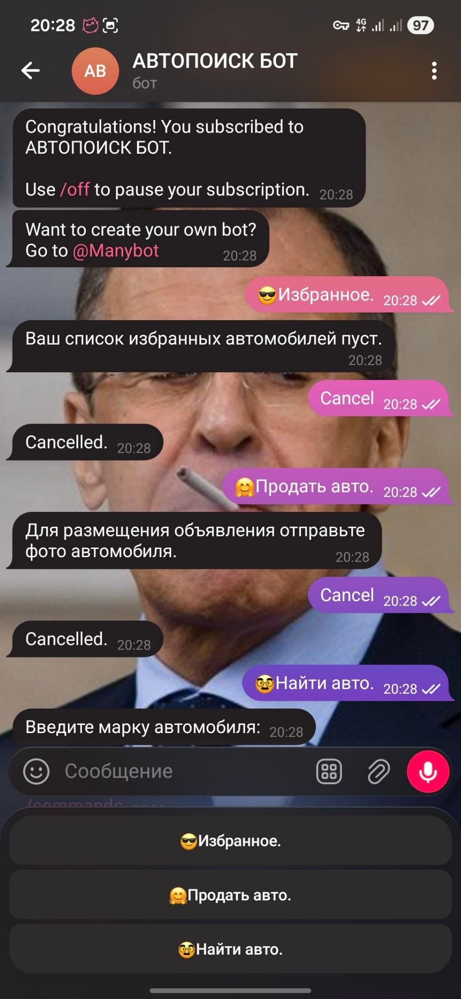 20:28
4G
97
АВ
АВТОПОИСК БОТ
бот
Congratulations! You subscribed to
АВТОПОИСК БОТ.
Use /off to pause your subscription. 20:28
Want to create your own bot?
Go to @Manybot 20:28
😎Избранное. 20:28
Ваш список избранных автомобилей пуст.
20:28
Cancel 20:28
Cancelled. 20:28
🤗Продать авто. 20:28
Для размещения объявления отправьте
фото автомобиля. 20:28
Cancel 20:28
Cancelled. 20:28
🥸Найти авто. 20:28
Введите марку автомобиля: 20:28
Сообщение
/commands 20:28
😎Избранное.
🤗Продать авто.
🥸Найти авто.